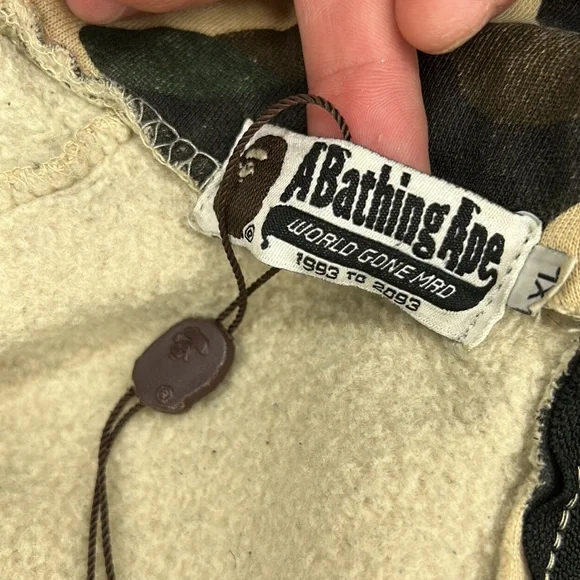 A Bathing Ape
®
WORLD GONE MAD
1993 TO 2093
XL
®